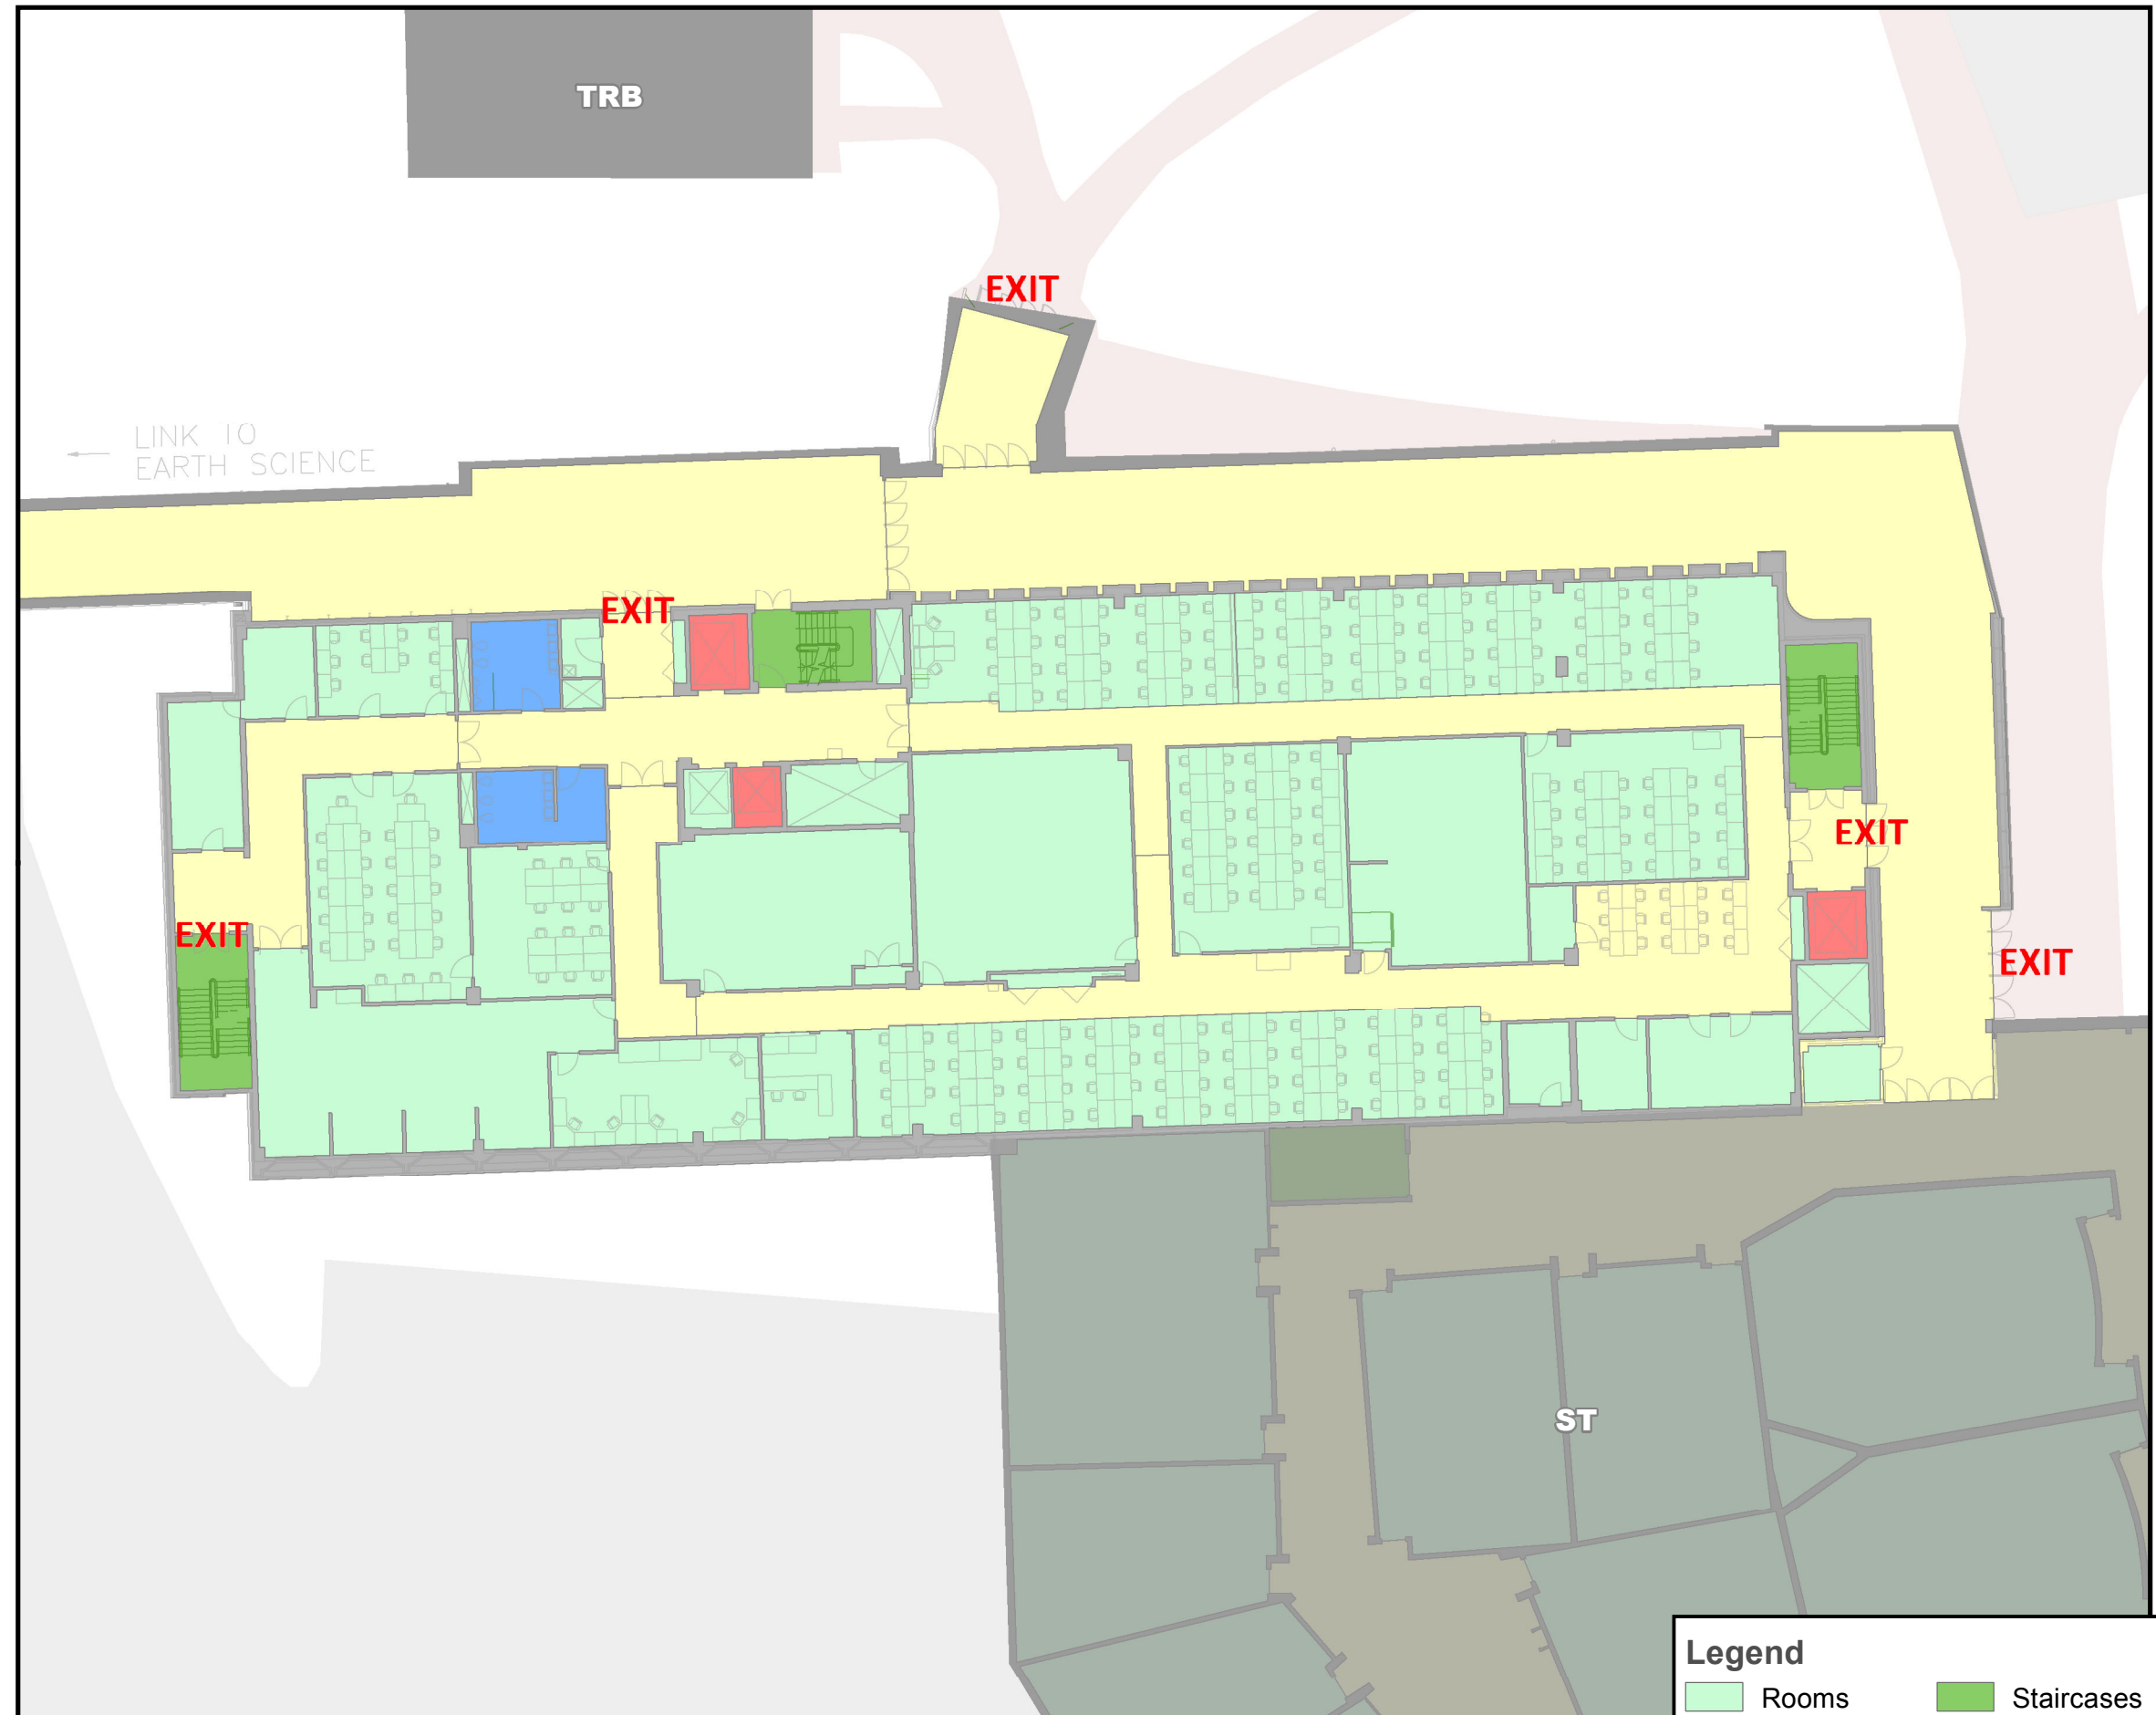 TRB
EXIT
LINK TO
EARTH SCIENCE
EXIT
EXIT
EXIT
EXIT
ST
Legend
Rooms
Staircases